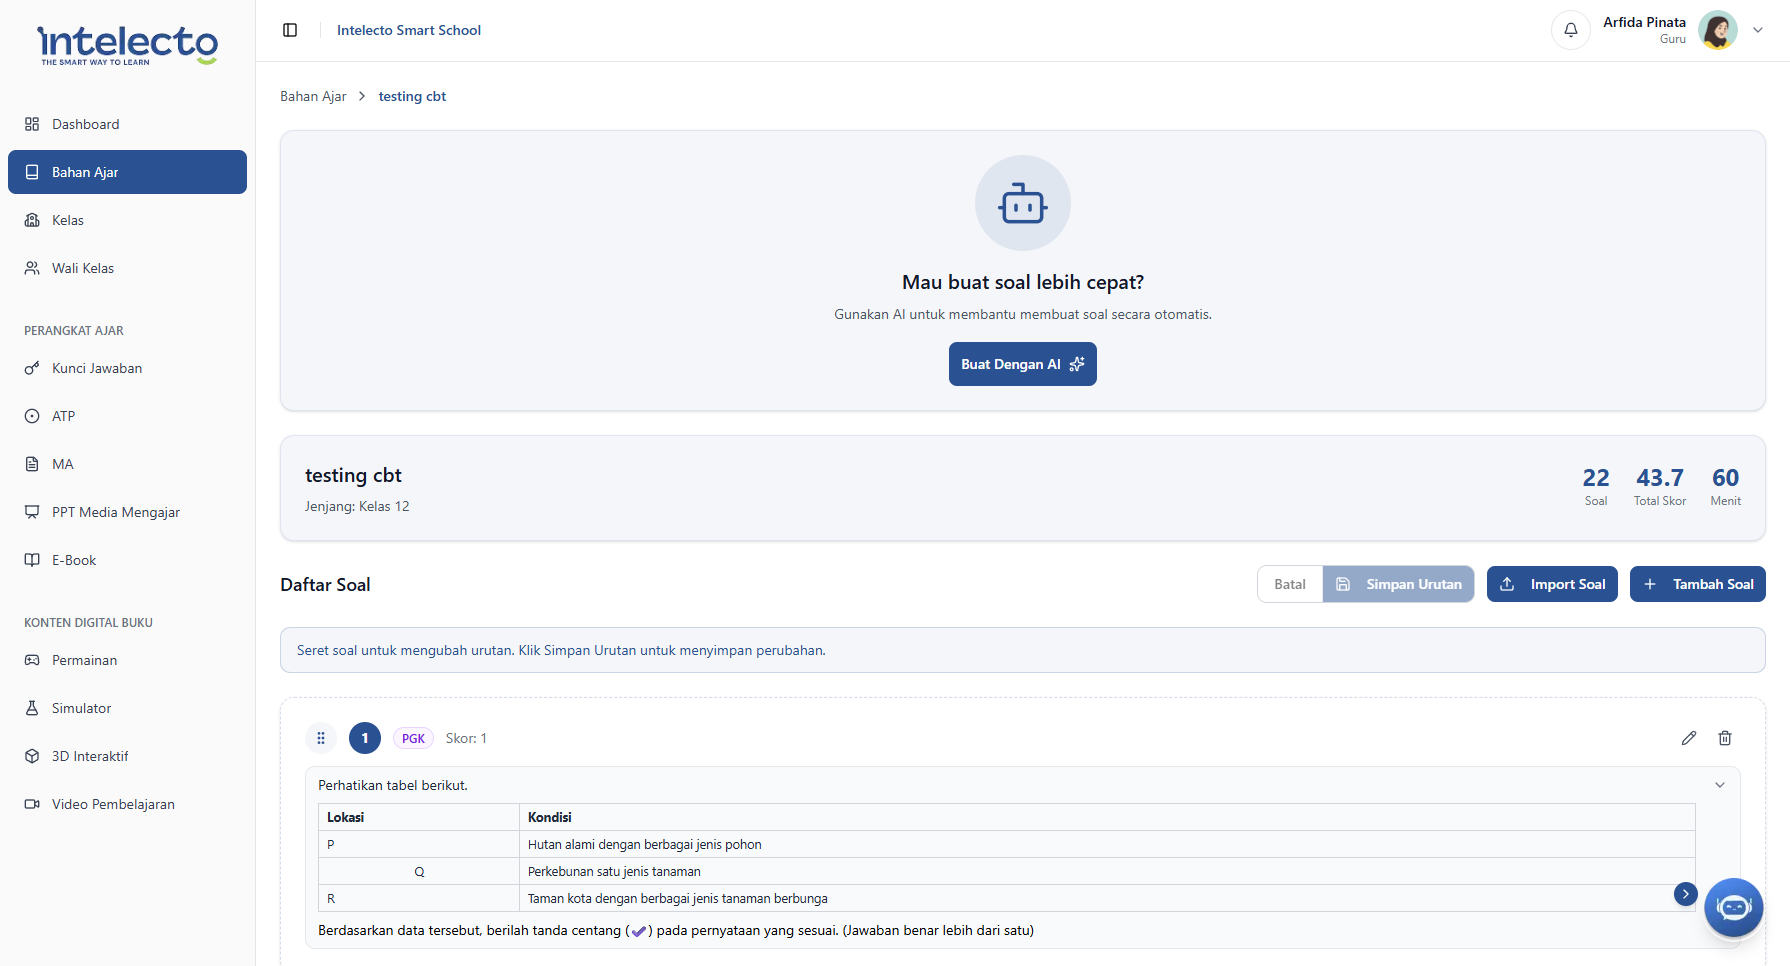 intelecto
THE SMART WAY TO LEARN
Intelecto Smart School
Arfida Pinata
Guru
Dashboard
Bahan Ajar
Kelas
Wali Kelas
PERANGKAT AJAR
Kunci Jawaban
ATP
MA
PPT Media Mengajar
E-Book
KONTEN DIGITAL BUKU
Permainan
Simulator
3D Interaktif
Video Pembelajaran
Bahan Ajar > testing cbt
Mau buat soal lebih cepat?
Gunakan AI untuk membantu membuat soal secara otomatis.
Buat Dengan AI
testing cbt
Jenjang: Kelas 12
22 43.7 60
Soal Total Skor Menit
Daftar Soal
Batal Simpan Urutan Import Soal Tambah Soal
Seret soal untuk mengubah urutan. Klik Simpan Urutan untuk menyimpan perubahan.
1 PGK Skor: 1
Perhatikan tabel berikut.
Lokasi Kondisi
P Hutan alami dengan berbagai jenis pohon
Q Perkebunan satu jenis tanaman
R Taman kota dengan berbagai jenis tanaman berbunga
Berdasarkan data tersebut, berilah tanda centang (✔) pada pernyataan yang sesuai. (Jawaban benar lebih dari satu)